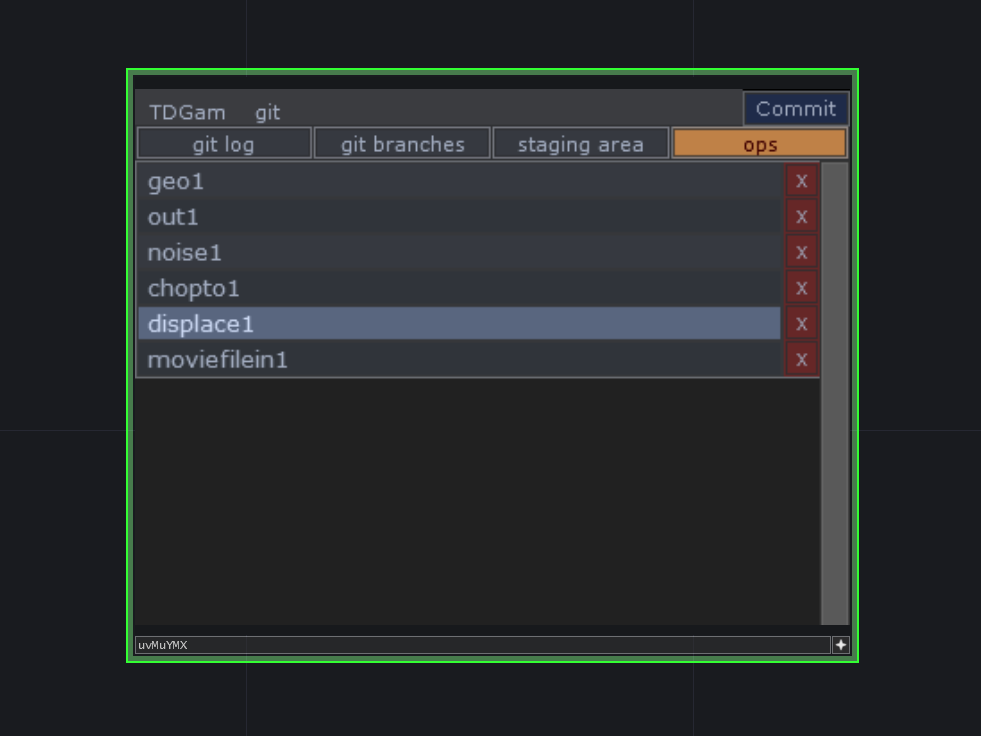 TDGam git Commit
git log git branches staging area ops
geo1 x
out1 x
noise1 x
chopto1 x
displace1 x
moviefilein1 x
uvMuYMX